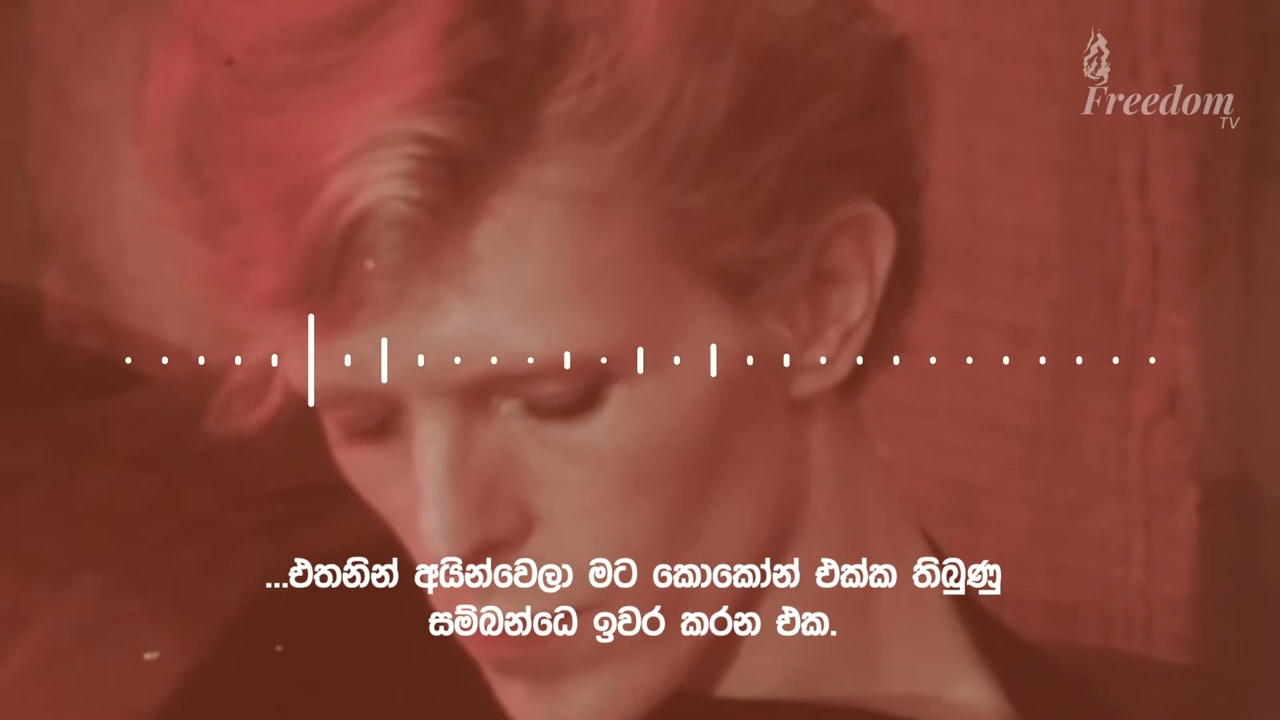 Freedom
TV
...එතනින් අයින්වෙලා මට කොකෝන් එක්ක තිබුණු
සම්බන්ධෙ ඉවර කරන එක.